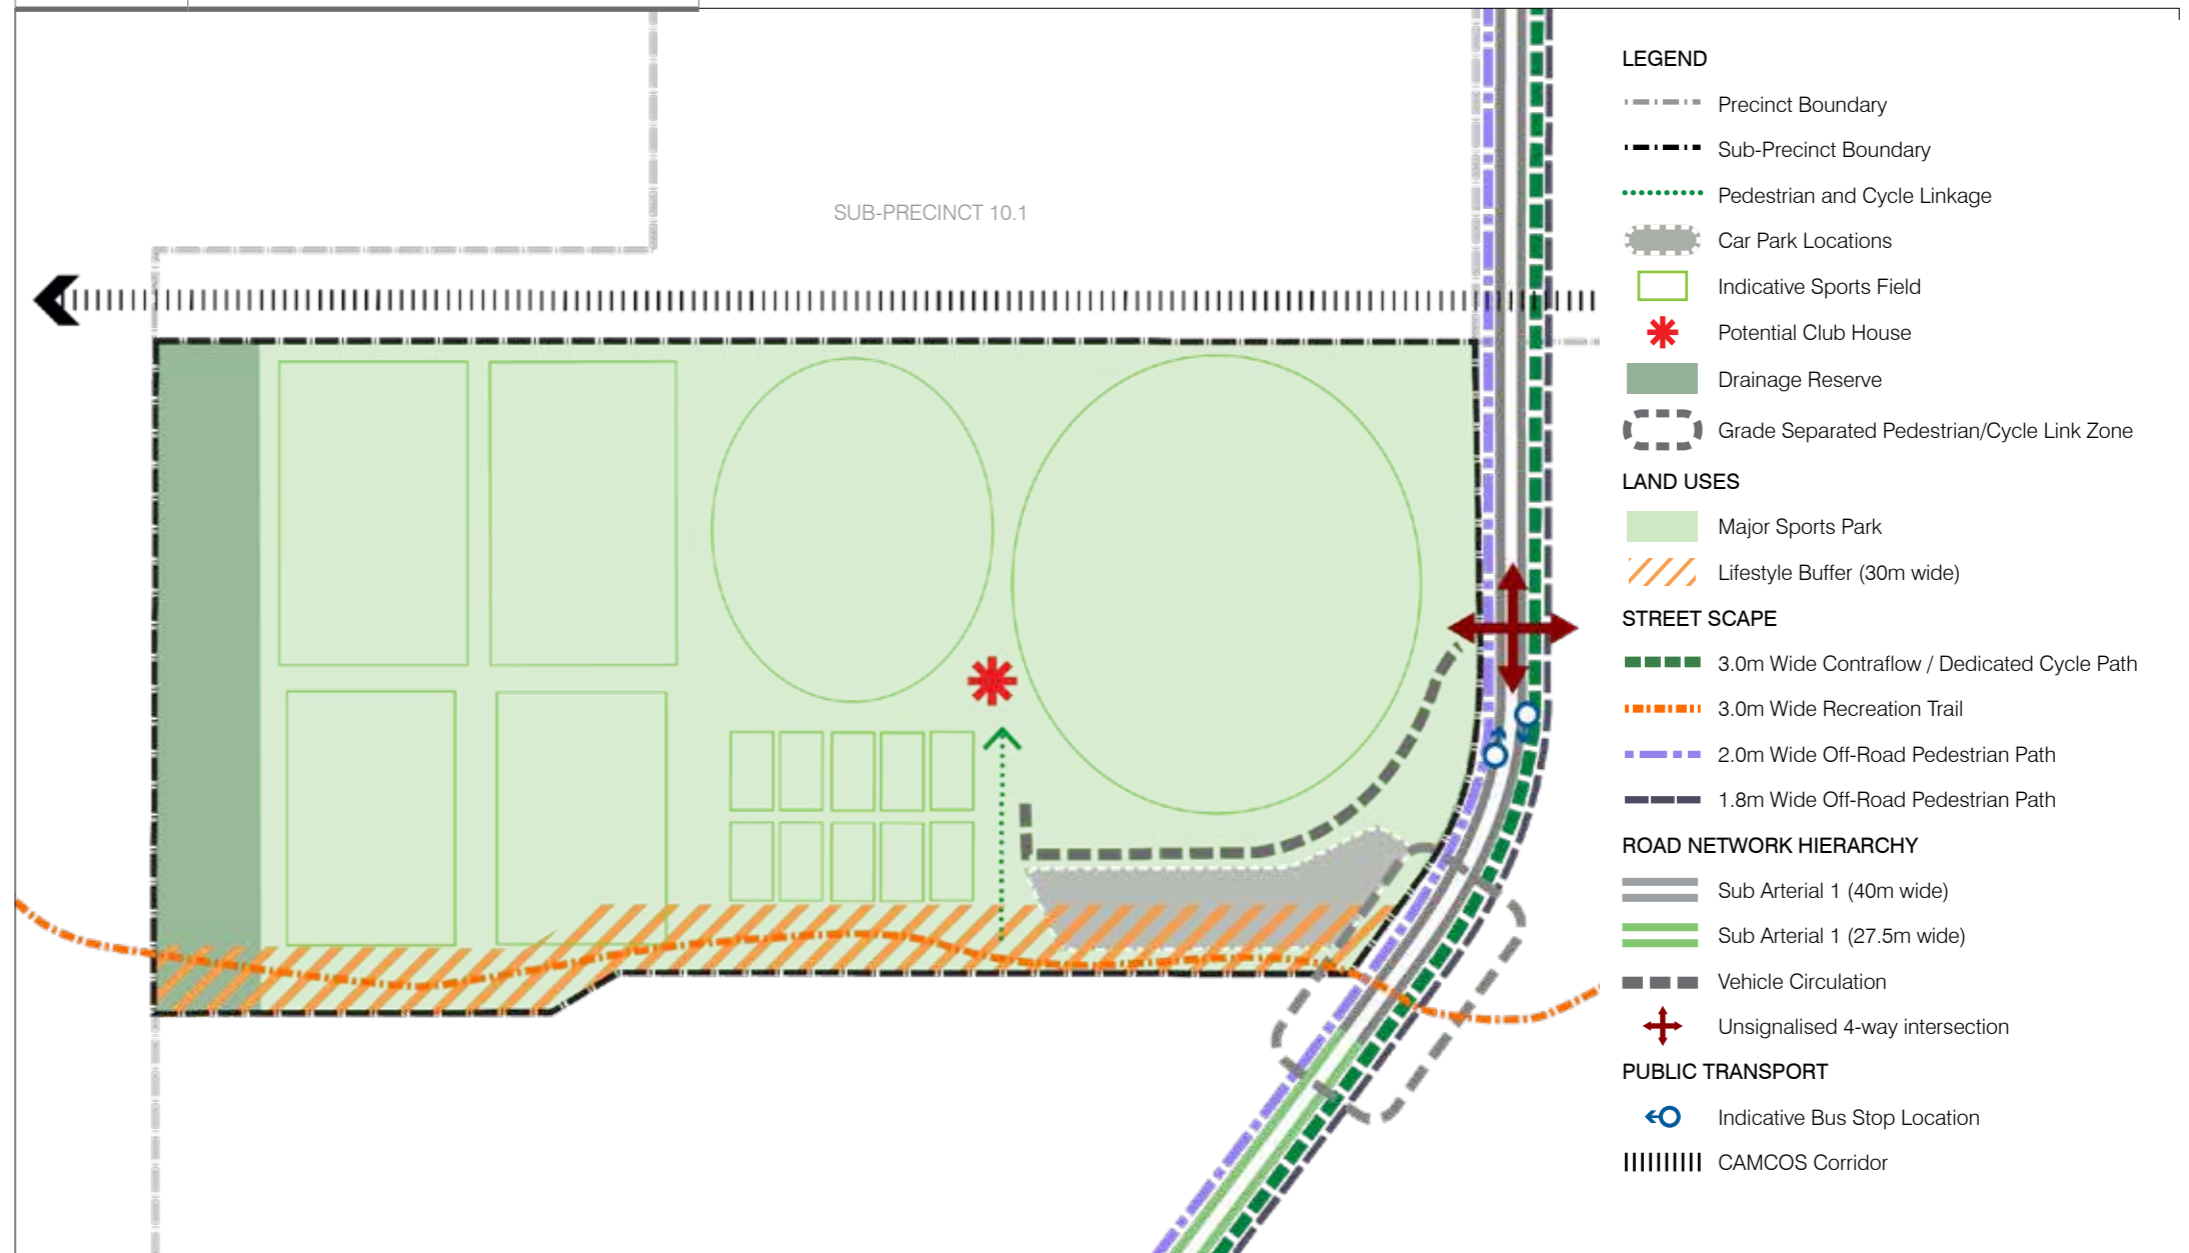 SUB-PRECINCT 10.1
LEGEND
Precinct Boundary
Sub-Precinct Boundary
Pedestrian and Cycle Linkage
Car Park Locations
Indicative Sports Field
Potential Club House
Drainage Reserve
Grade Separated Pedestrian/Cycle Link Zone
LAND USES
Major Sports Park
Lifestyle Buffer (30m wide)
STREET SCAPE
3.0m Wide Contraflow / Dedicated Cycle Path
3.0m Wide Recreation Trail
2.0m Wide Off-Road Pedestrian Path
1.8m Wide Off-Road Pedestrian Path
ROAD NETWORK HIERARCHY
Sub Arterial 1 (40m wide)
Sub Arterial 1 (27.5m wide)
Vehicle Circulation
Unsignalised 4-way intersection
PUBLIC TRANSPORT
Indicative Bus Stop Location
CAMCOS Corridor